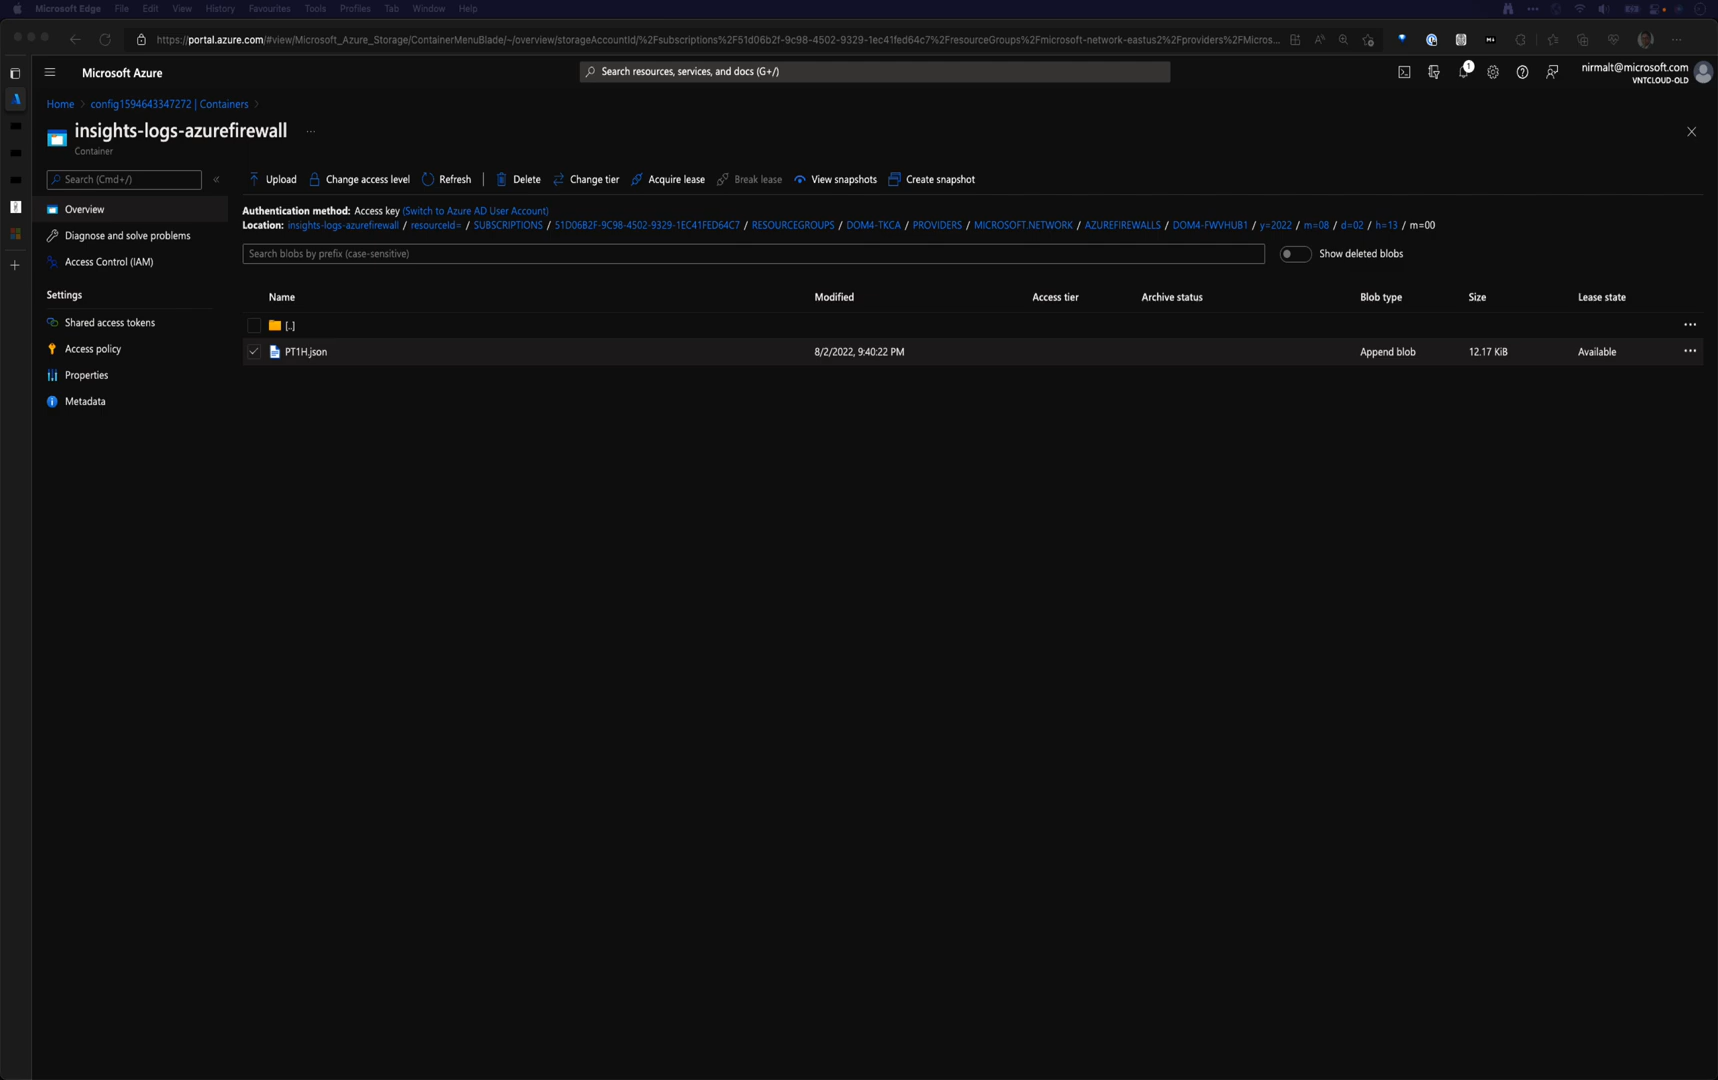 Microsoft Edge File Edit View History Favourites Tools Profiles Tab Window Help
https://portal.azure.com/#view/Microsoft_Azure_Storage/ContainerMenuBlade/~/overview/storageAccountId/%2Fsubscriptions%2F51d06b2f-9c98-4502-9329-1ec41fed64c7%2FresourceGroups%2Fmicrosoft-network-eastus2%2Fproviders%2FMicros...
Microsoft Azure
Search resources, services, and docs (G+/)
1
nirmalt@microsoft.com
VNTCLOUD-OLD
Home > config1594643347272 | Containers >
insights-logs-azurefirewall ...
Container
Search (Cmd+/) «
Upload Change access level Refresh | Delete Change tier Acquire lease Break lease View snapshots Create snapshot
Overview
Diagnose and solve problems
Access Control (IAM)
Settings
Shared access tokens
Access policy
Properties
Metadata
Authentication method: Access key (Switch to Azure AD User Account)
Location: insights-logs-azurefirewall / resourceId= / SUBSCRIPTIONS / 51D06B2F-9C98-4502-9329-1EC41FED64C7 / RESOURCEGROUPS / DOM4-TKCA / PROVIDERS / MICROSOFT.NETWORK / AZUREFIREWALLS / DOM4-FWVHUB1 / y=2022 / m=08 / d=02 / h=13 / m=00
Search blobs by prefix (case-sensitive)
Show deleted blobs
Name Modified Access tier Archive status Blob type Size Lease state
[..] ...
PT1H.json 8/2/2022, 9:40:22 PM Append blob 12.17 KiB Available ...